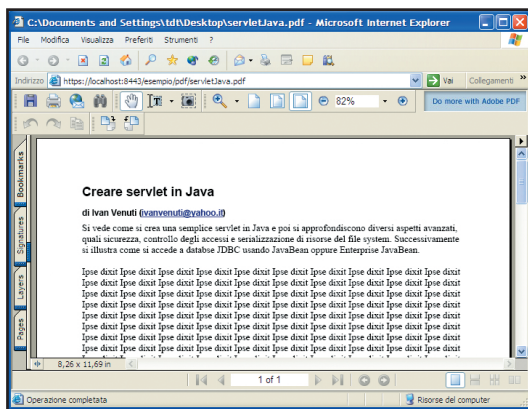 C:\Documents and Settings\tdt\Desktop\servletJava.pdf - Microsoft Internet Explorer
File Modifica Visualizza Preferiti Strumenti ?
Indirizzo https://localhost:8443/esempio/pdf/servletJava.pdf Vai Collegamenti »
82% Do more with Adobe PDF
Bookmarks
Signatures
Layers
Pages
Creare servlet in Java
di Ivan Venuti (ivanvenuti@yahoo.it)
Si vede come si crea una semplice servlet in Java e poi si approfondiscono diversi aspetti avanzati,
quali sicurezza, controllo degli accessi e serializzazione di risorse del file system. Successivamente
si illustra come si accede a databse JDBC usando JavaBean oppure Enterprise JavaBean.
Ipse dixit Ipse dixit Ipse dixit Ipse dixit Ipse dixit Ipse dixit Ipse dixit Ipse dixit Ipse dixit Ipse dixit
Ipse dixit Ipse dixit Ipse dixit Ipse dixit Ipse dixit Ipse dixit Ipse dixit Ipse dixit Ipse dixit Ipse dixit
Ipse dixit Ipse dixit Ipse dixit Ipse dixit Ipse dixit Ipse dixit Ipse dixit Ipse dixit Ipse dixit Ipse dixit
Ipse dixit Ipse dixit Ipse dixit Ipse dixit Ipse dixit Ipse dixit Ipse dixit Ipse dixit Ipse dixit Ipse dixit
Ipse dixit Ipse dixit Ipse dixit Ipse dixit Ipse dixit Ipse dixit Ipse dixit Ipse dixit Ipse dixit Ipse dixit
Ipse dixit Ipse dixit Ipse dixit Ipse dixit Ipse dixit Ipse dixit Ipse dixit Ipse dixit Ipse dixit Ipse dixit
Ipse dixit Ipse dixit Ipse dixit Ipse dixit Ipse dixit Ipse dixit Ipse dixit Ipse dixit Ipse dixit Ipse dixit
8,26 x 11,69 in
1 of 1
Operazione completata Risorse del computer